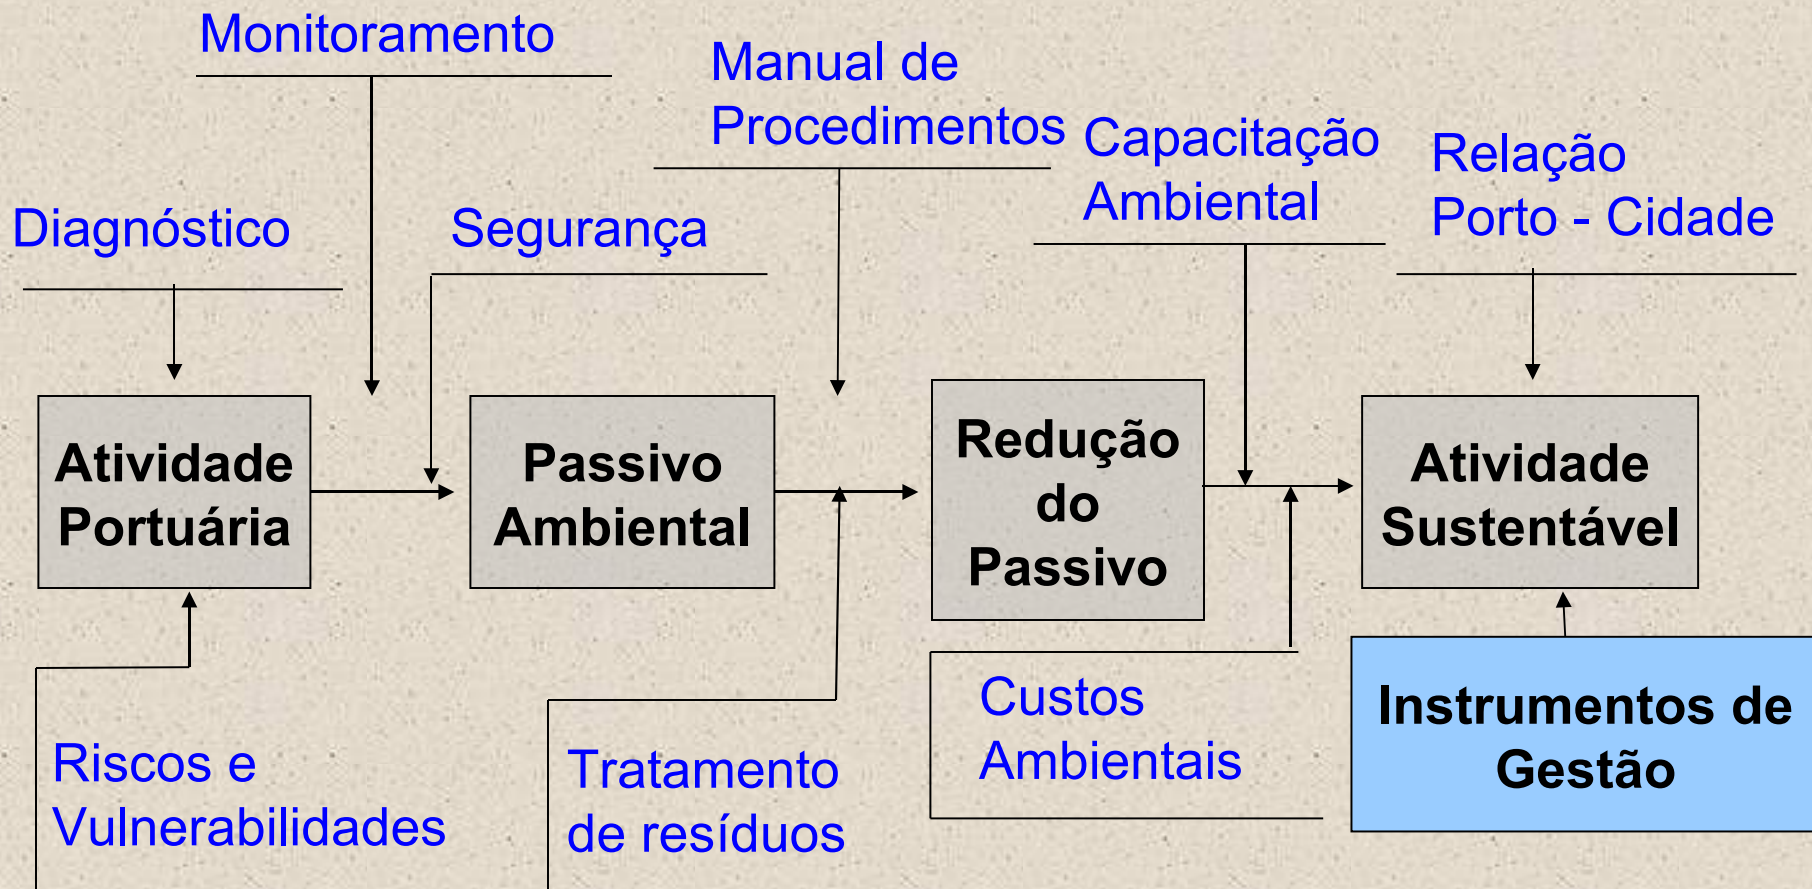 Monitoramento
Manual de
Procedimentos
Capacitação
Ambiental
Relação
Porto - Cidade
Diagnóstico
Segurança
Atividade
Portuária
Passivo
Ambiental
Redução
do
Passivo
Atividade
Sustentável
Riscos e
Vulnerabilidades
Tratamento
de resíduos
Custos
Ambientais
Instrumentos de
Gestão